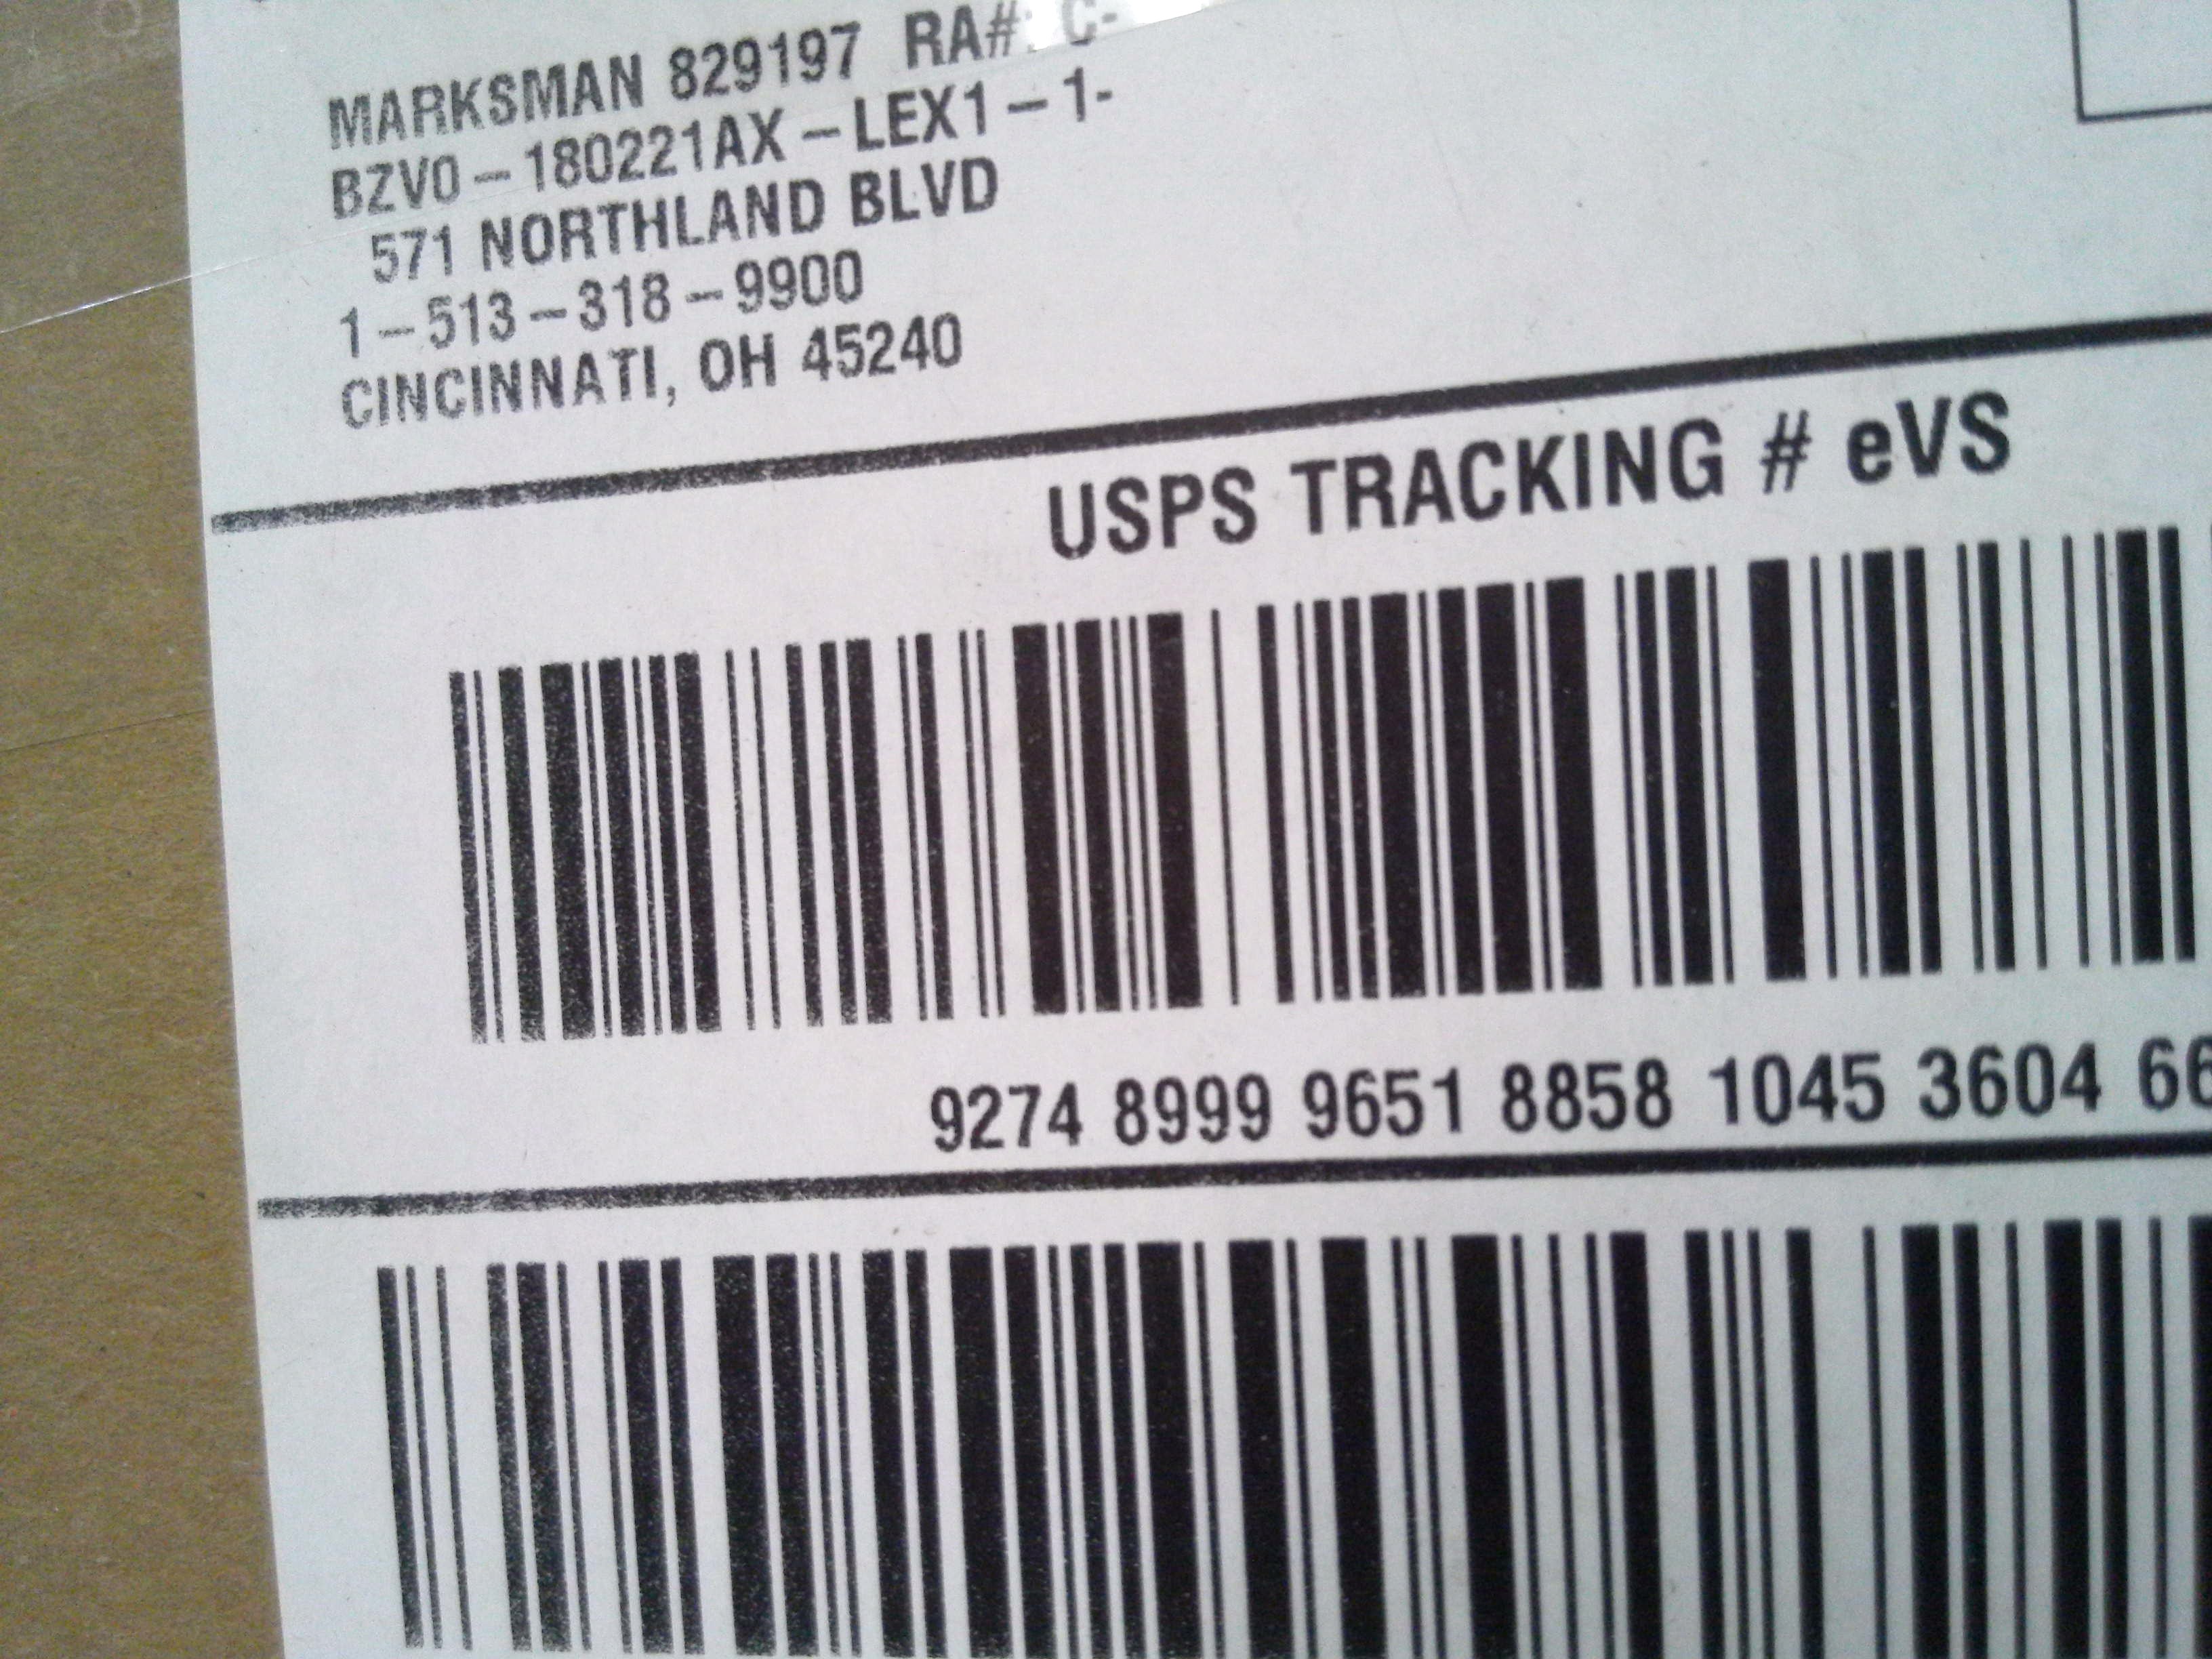 MARKSMAN 829197 RA#: C-
BZV0-180221AX-LEX1-1-
571 NORTHLAND BLVD
1-513-318-9900
CINCINNATI, OH 45240
USPS TRACKING # eVS
9274 8999 9651 8858 1045 3604 66